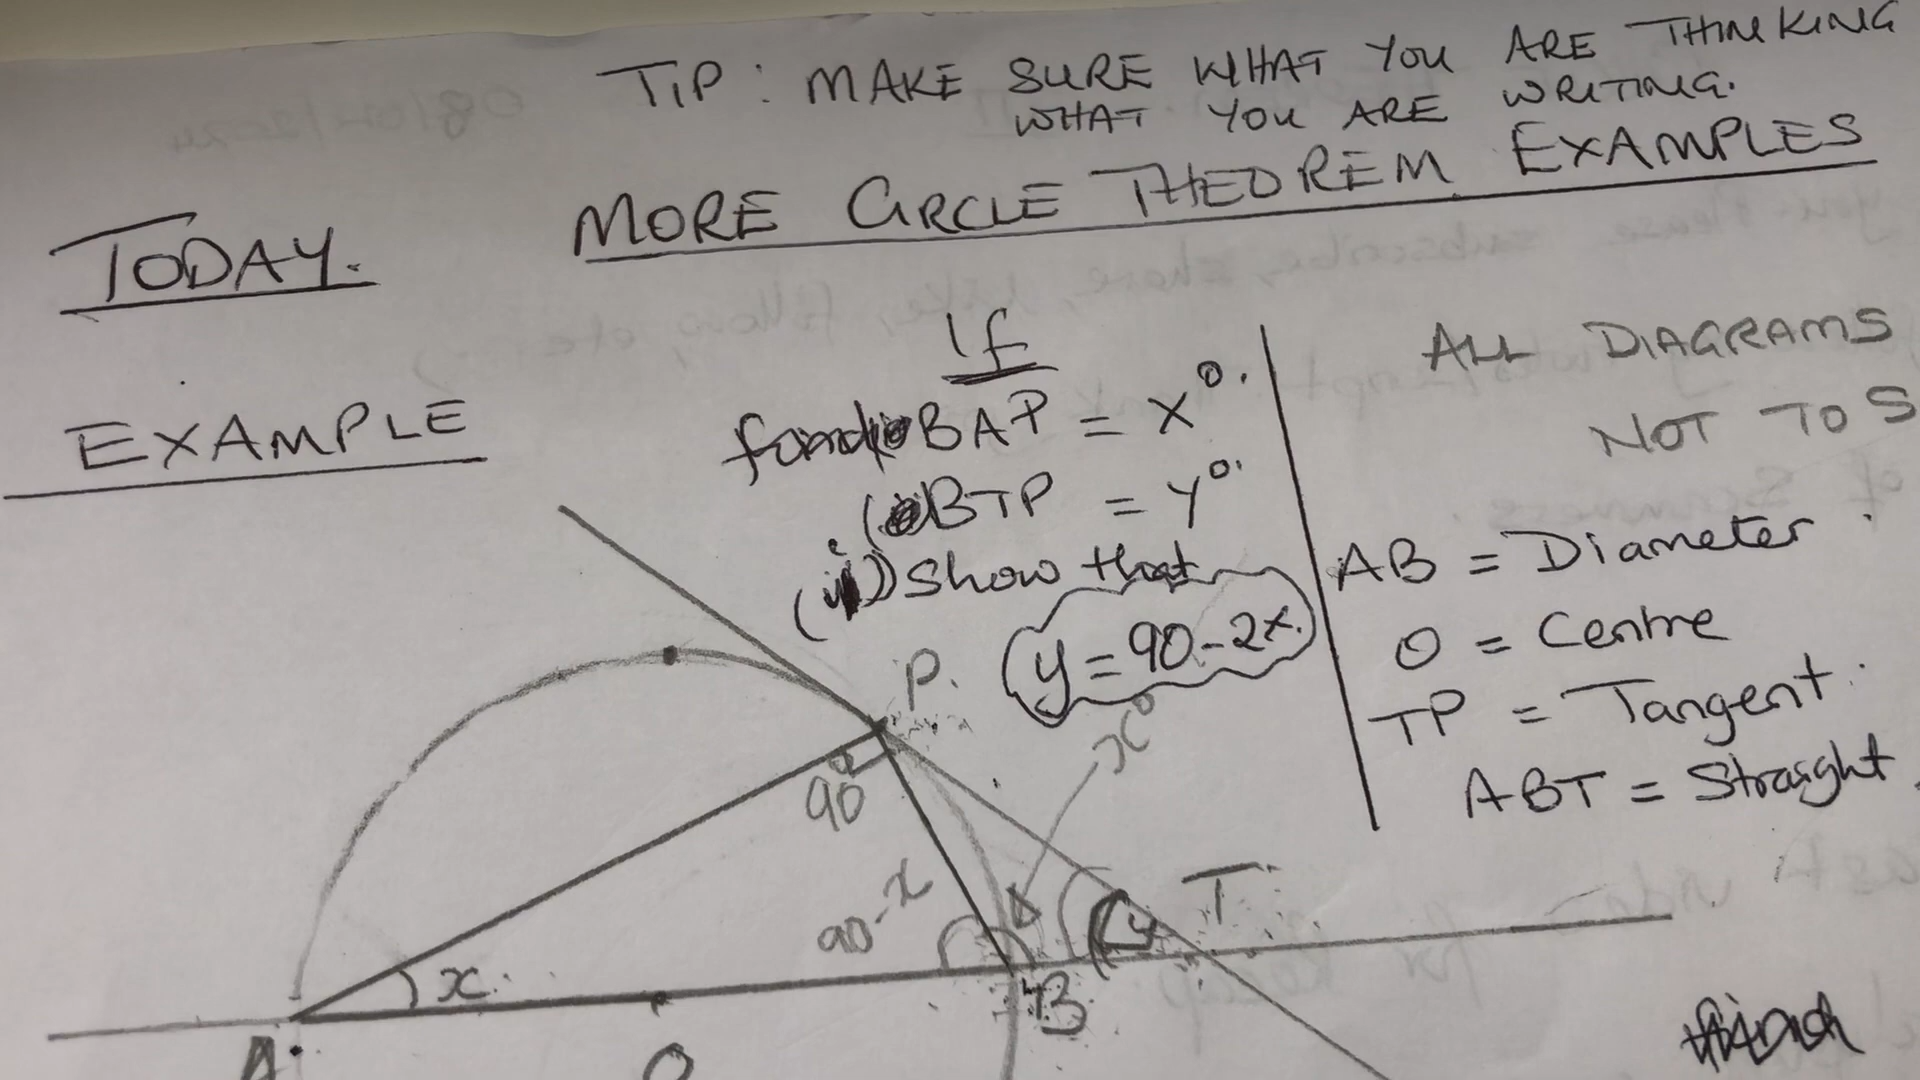 TIP: MAKE SURE WHAT YOU ARE THINKING
WHAT YOU ARE WRITING.
MORE CIRCLE THEOREM EXAMPLES
TODAY.
If
ALL DIAGRAMS
NOT TO S
EXAMPLE
BAP = x°.
BTP = y°.
Show that
y = 90 - 2x.
AB = Diameter
O = Centre
TP = Tangent
ABT = Straight
P.
x°
90
90-x
T
y
x
A
B
O